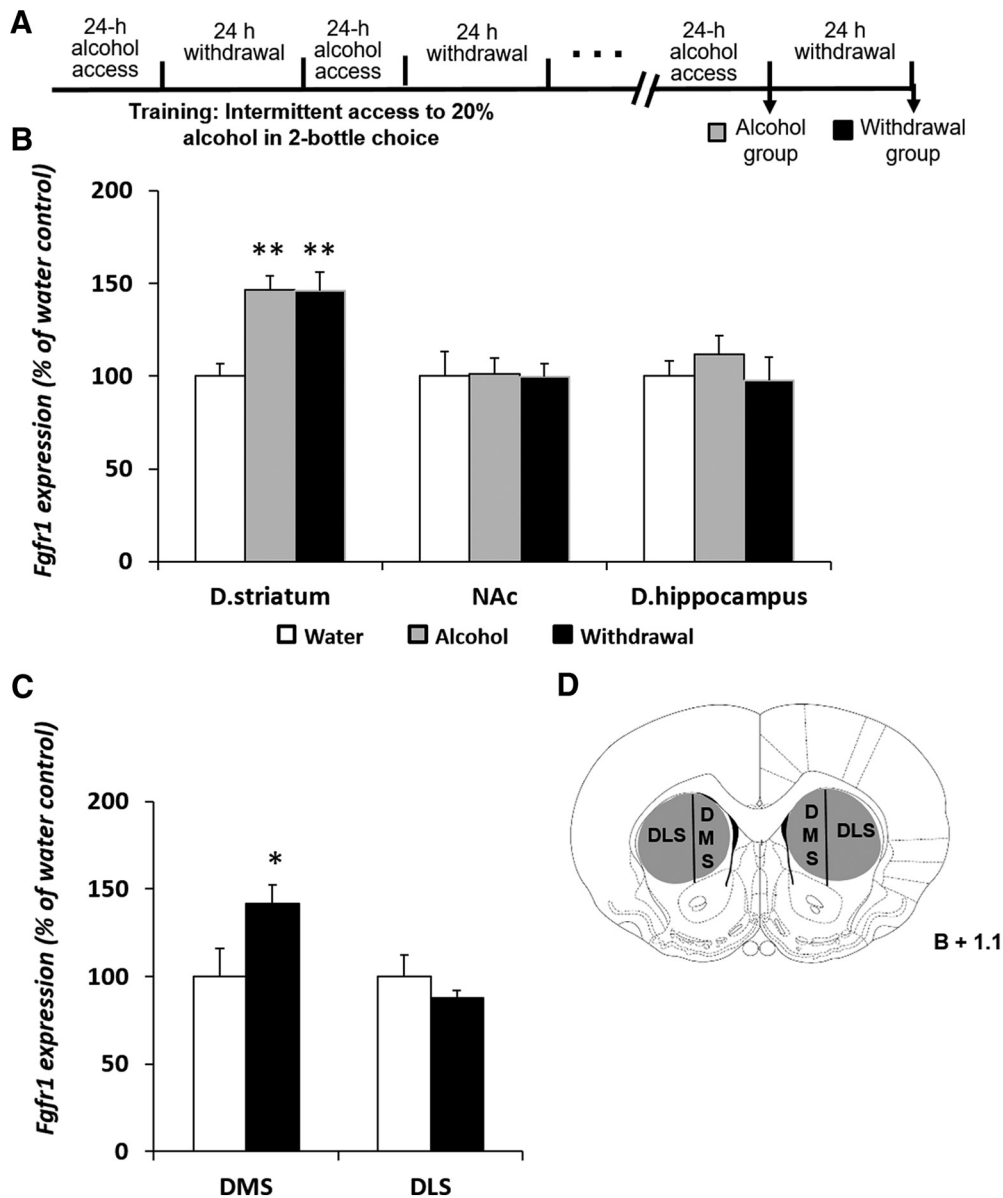 A
24-h alcohol access
24 h withdrawal
24-h alcohol access
24 h withdrawal
...
24-h alcohol access
24 h withdrawal
Training: Intermittent access to 20%
alcohol in 2-bottle choice
Alcohol group
Withdrawal group
B
Fgfr1 expression (% of water control)
200
150
100
50
0
** **
D.striatum NAc D.hippocampus
Water Alcohol Withdrawal
C
Fgfr1 expression (% of water control)
200
150
100
50
0
*
DMS DLS
D
DLS
D
M
S
D
M
S
DLS
B + 1.1